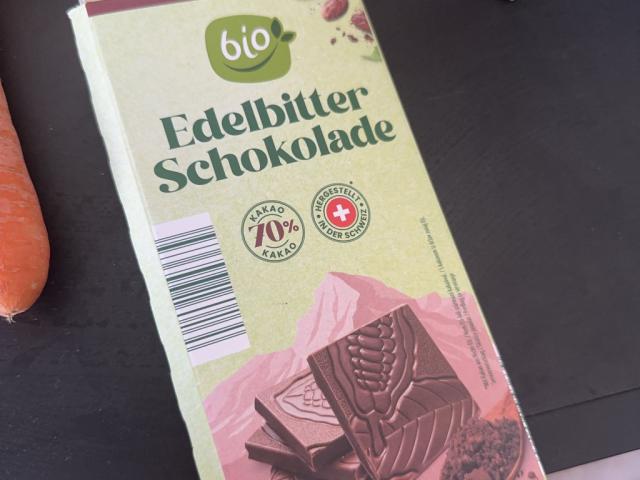 bio
Edelbitter
Schokolade
KAKAO
70%
KAKAO
HERGESTELLT
IN DER SCHWEIZ